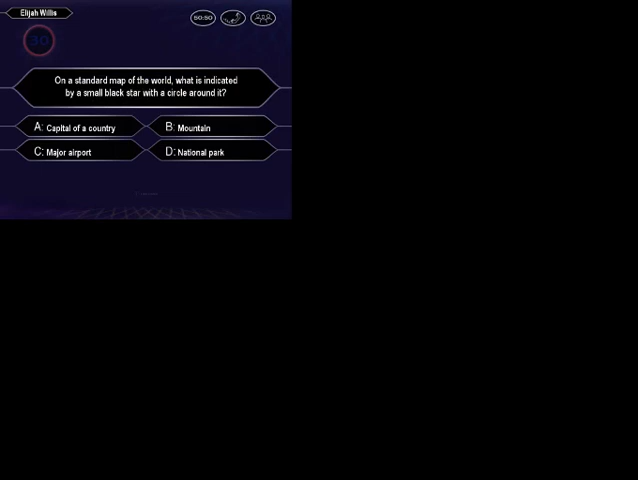 Elijah Willis
50:50
30
On a standard map of the world, what is indicated
by a small black star with a circle around it?
A: Capital of a country
B: Mountain
C: Major airport
D: National park